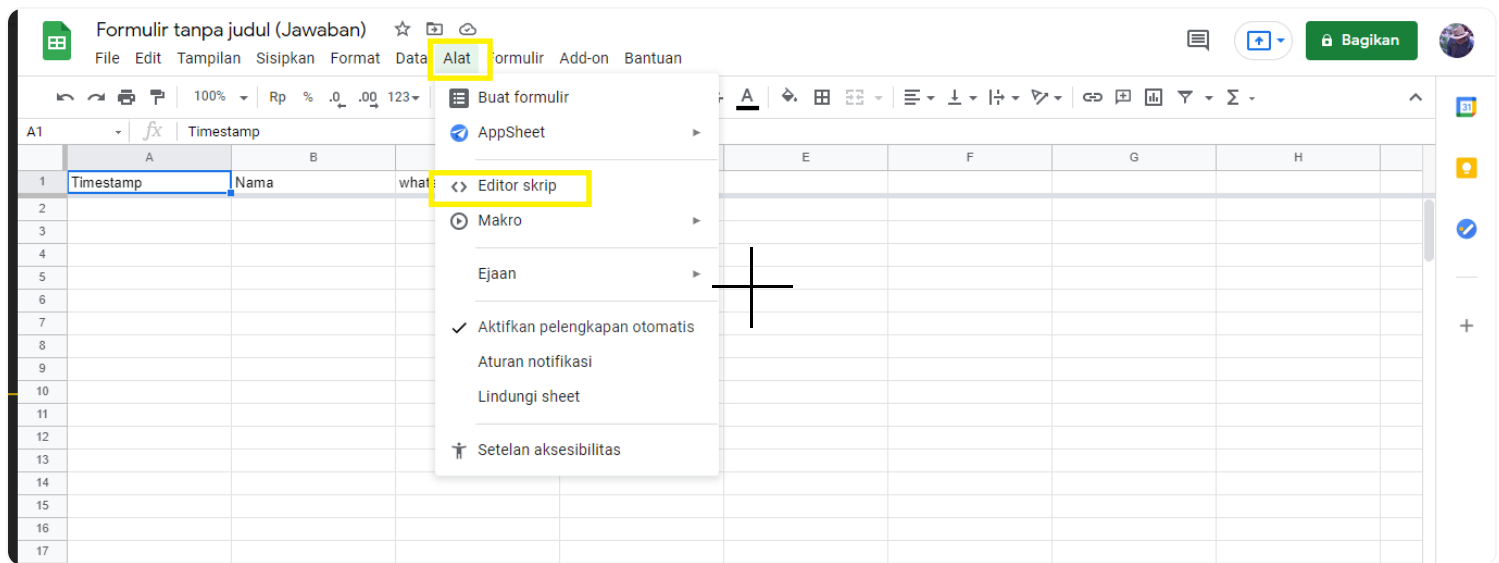 Formulir tanpa judul (Jawaban)
File Edit Tampilan Sisipkan Format Data Alat Formulir Add-on Bantuan
Bagikan
100% Rp % .0 .00 123 A Σ
31
A1 fx Timestamp
A B E F G H
1 Timestamp Nama
2
3
4
5
6
7
8
9
10
11
12
13
14
15
16
17
Buat formulir
AppSheet
Editor skrip
Makro
Ejaan
Aktifkan pelengkapan otomatis
Aturan notifikasi
Lindungi sheet
Setelan aksesibilitas